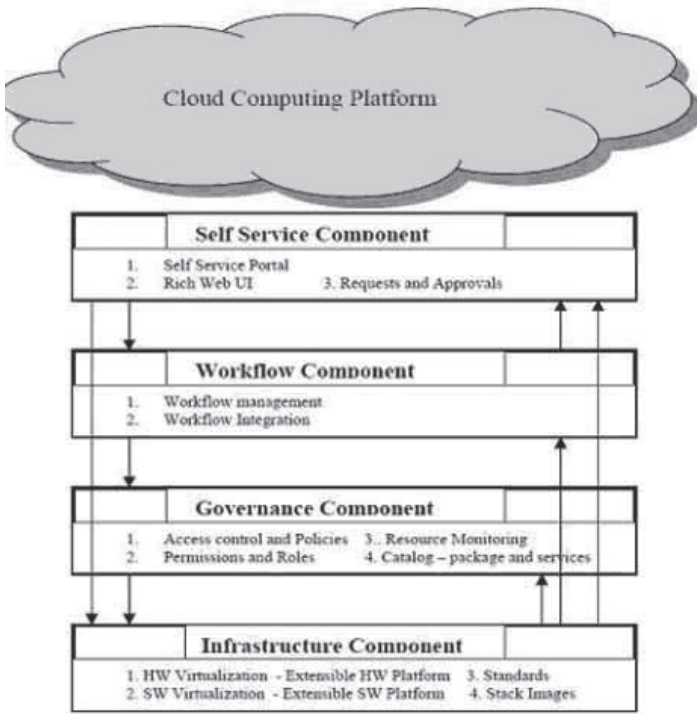 Cloud Computing Platform
Self Service Component
1. Self Service Portal
2. Rich Web UI 3. Requests and Approvals
Workflow Component
1. Workflow management
2. Workflow Integration
Governance Component
1. Access control and Policies 3.. Resource Monitoring
2. Permissions and Roles 4. Catalog – package and services
Infrastructure Component
1. HW Virtualization - Extensible HW Platform 3. Standards
2. SW Virtualization - Extensible SW Platform 4. Stack Images